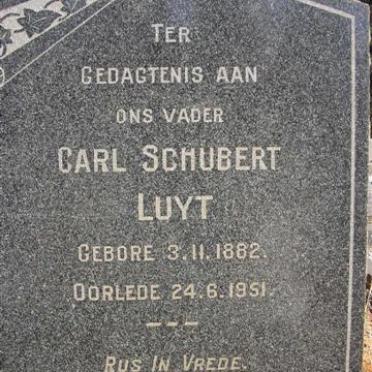 TER
GEDAGTENIS AAN
ONS VADER
CARL SCHUBERT
LUYT
GEBORE 3.11.1882.
OORLEDE 24.6.1951.
RUS IN VREDE.